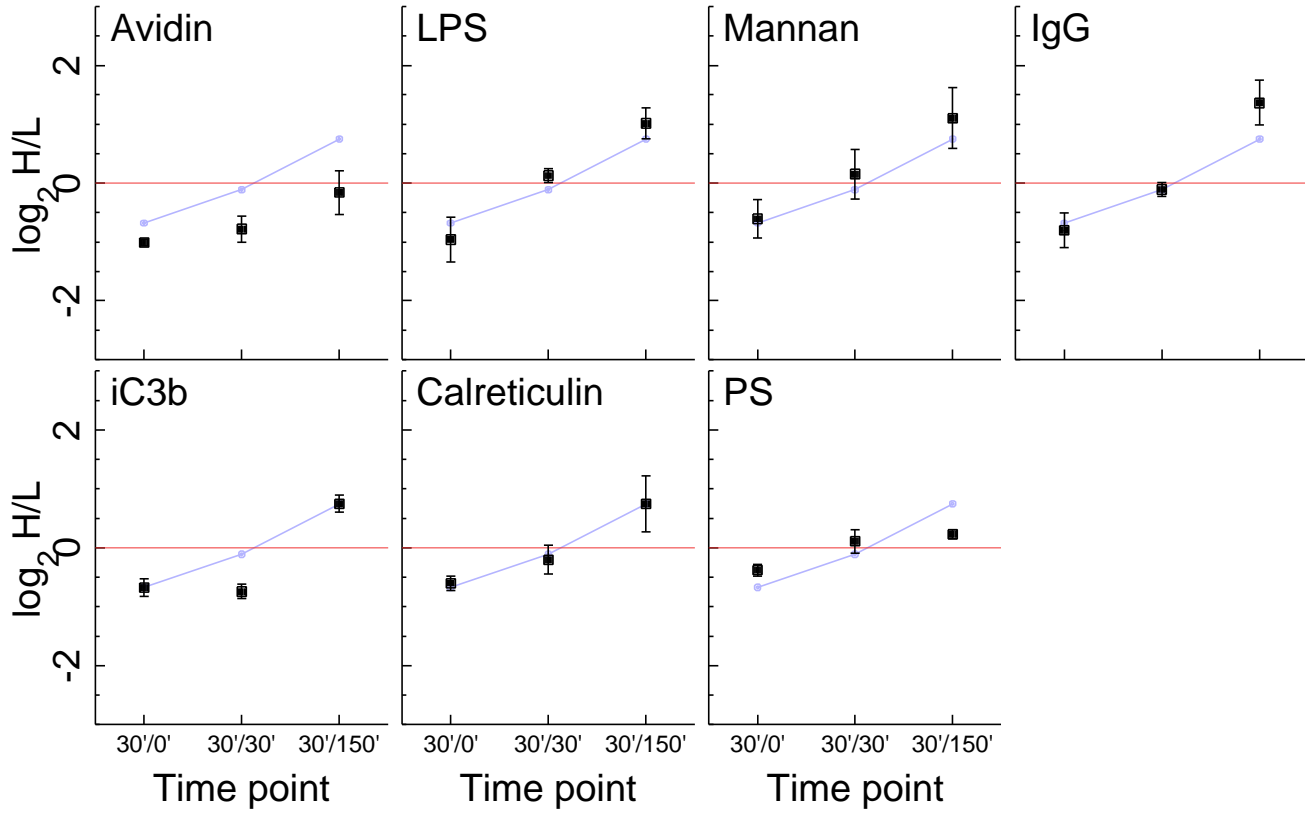 Avidin LPS Mannan IgG
2
0
-2
log2 H/L
iC3b Calreticulin PS
2
0
-2
log2 H/L
30'/0' 30'/30' 30'/150' 30'/0' 30'/30' 30'/150' 30'/0' 30'/30' 30'/150'
Time point Time point Time point